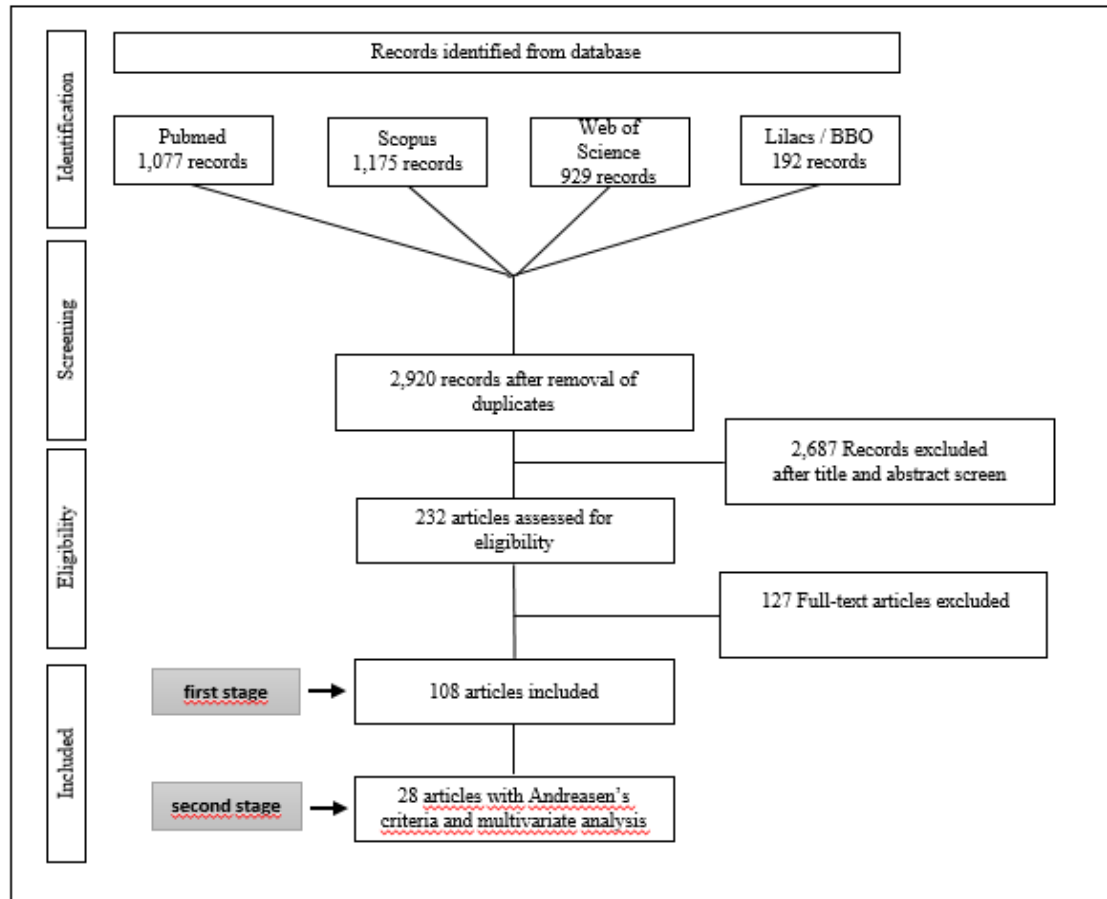 Identification
Records identified from database
Pubmed
1,077 records
Scopus
1,175 records
Web of
Science
929 records
Lilacs / BBO
192 records
Screening
2,920 records after removal of
duplicates
2,687 Records excluded
after title and abstract screen
Eligibility
232 articles assessed for
eligibility
127 Full-text articles excluded
Included
first stage
108 articles included
second stage
28 articles with Andreasen's
criteria and multivariate analysis